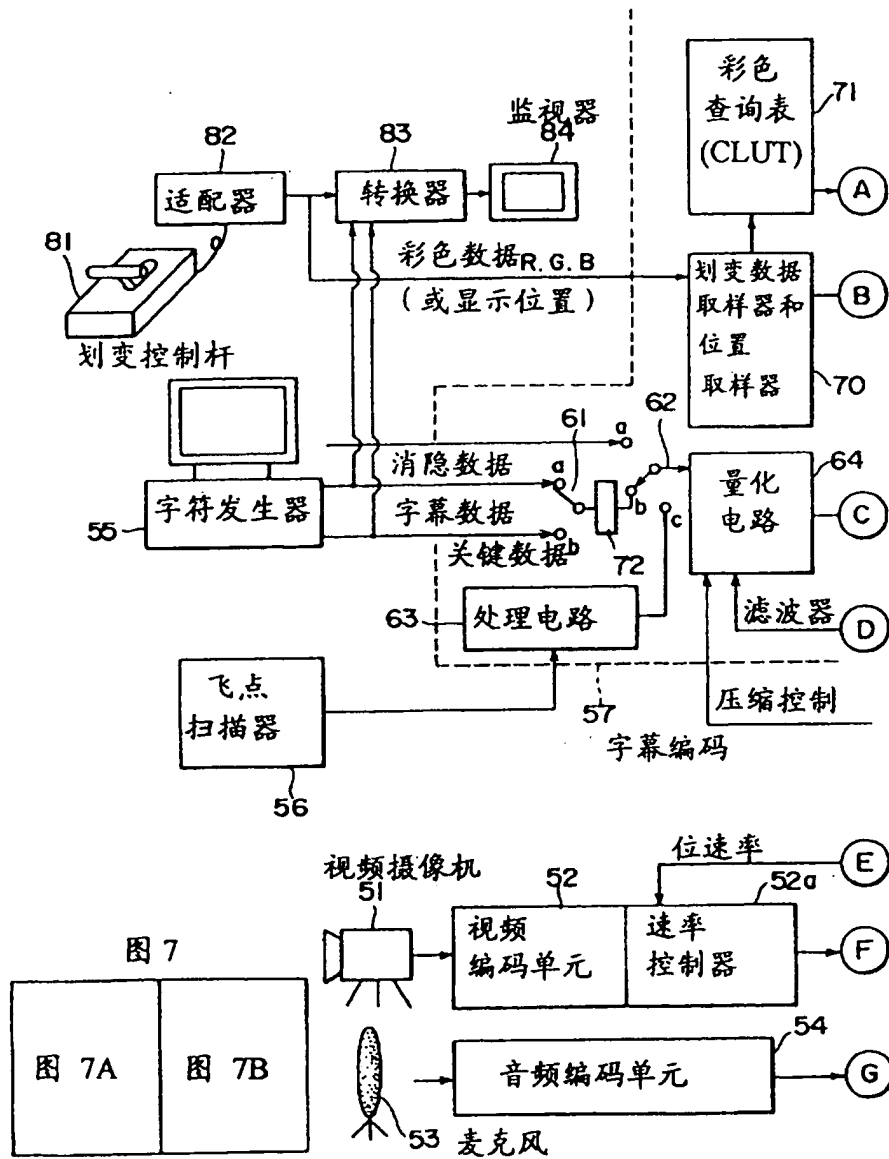 彩色
查询表
(CLUT)
71
A
监视器
84
82
83
适配器
转换器
81
划变控制杆
彩色数据R.G.B
(或显示位置)
划变数据
取样器和
位置
取样器
B
70
消隐数据
字幕数据
关键数据
a
61
a
b
72
62
b
c
字符发生器
55
量化
电路
64
C
滤波器
D
63
处理电路
57
压缩控制
字幕编码
飞点
扫描器
56
视频摄像机
51
52
位速率
E
52a
视频
编码单元
速率
控制器
F
图 7
图 7A
图 7B
53
麦克风
54
音频编码单元
G